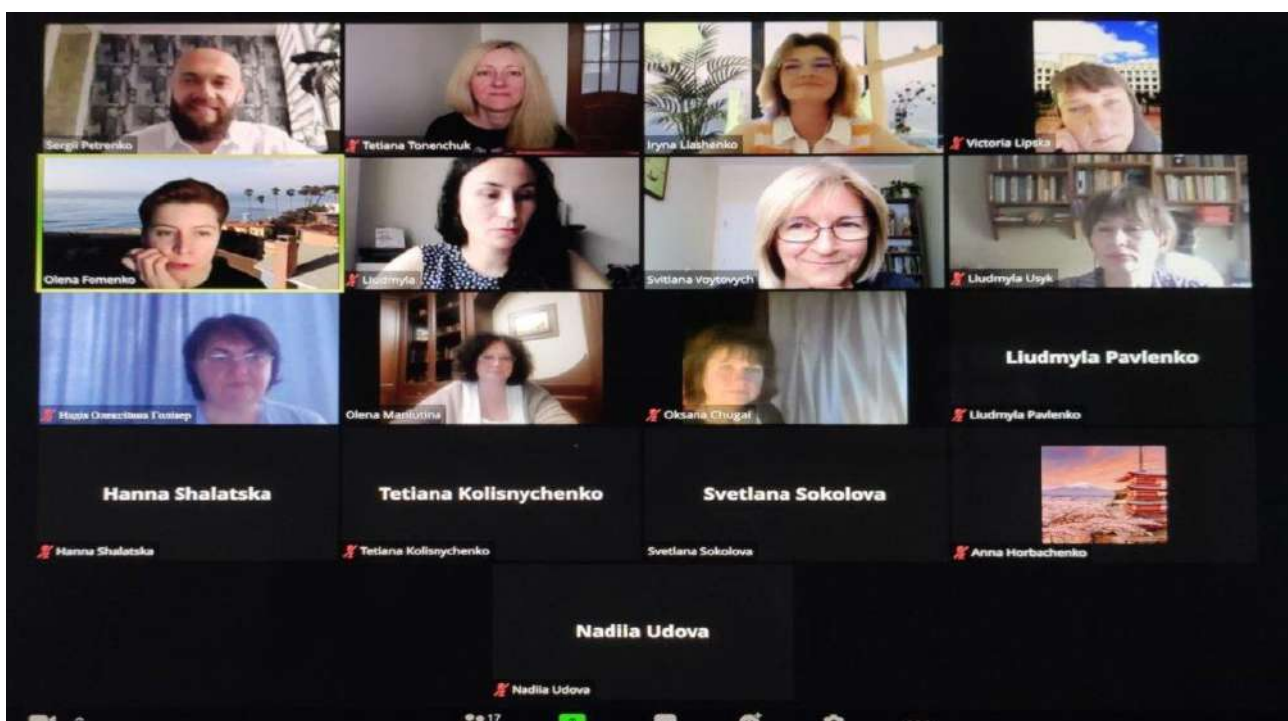 Sergii Petrenko
Tetiana Tonenchuk
Iryna Liashenko
Victoria Lipska
Olena Fomenko
Liudmyla
Svitlana Voytovych
Liudmyla Usyk
Надія Олексіївна Голівер
Olena Maniutina
Oksana Chugai
Liudmyla Pavlenko
Liudmyla Pavlenko
Hanna Shalatska
Hanna Shalatska
Tetiana Kolisnychenko
Tetiana Kolisnychenko
Svetlana Sokolova
Svetlana Sokolova
Anna Horbachenko
Nadiia Udova
Nadiia Udova
17